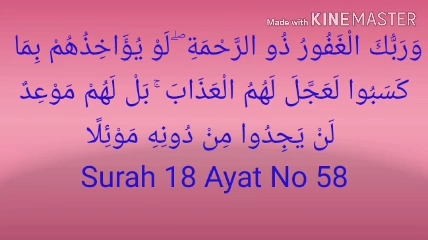 Made with KINEMASTER
وَرَبُّكَ الْغَفُورُ ذُو الرَّحْمَةِ ۖ لَوْ يُؤَاخِذُهُمْ بِمَا
كَسَبُوا لَعَجَّلَ لَهُمُ الْعَذَابَ ۚ بَلْ لَهُمْ مَوْعِدٌ
لَنْ يَجِدُوا مِنْ دُونِهِ مَوْئِلًا
Surah 18 Ayat No 58